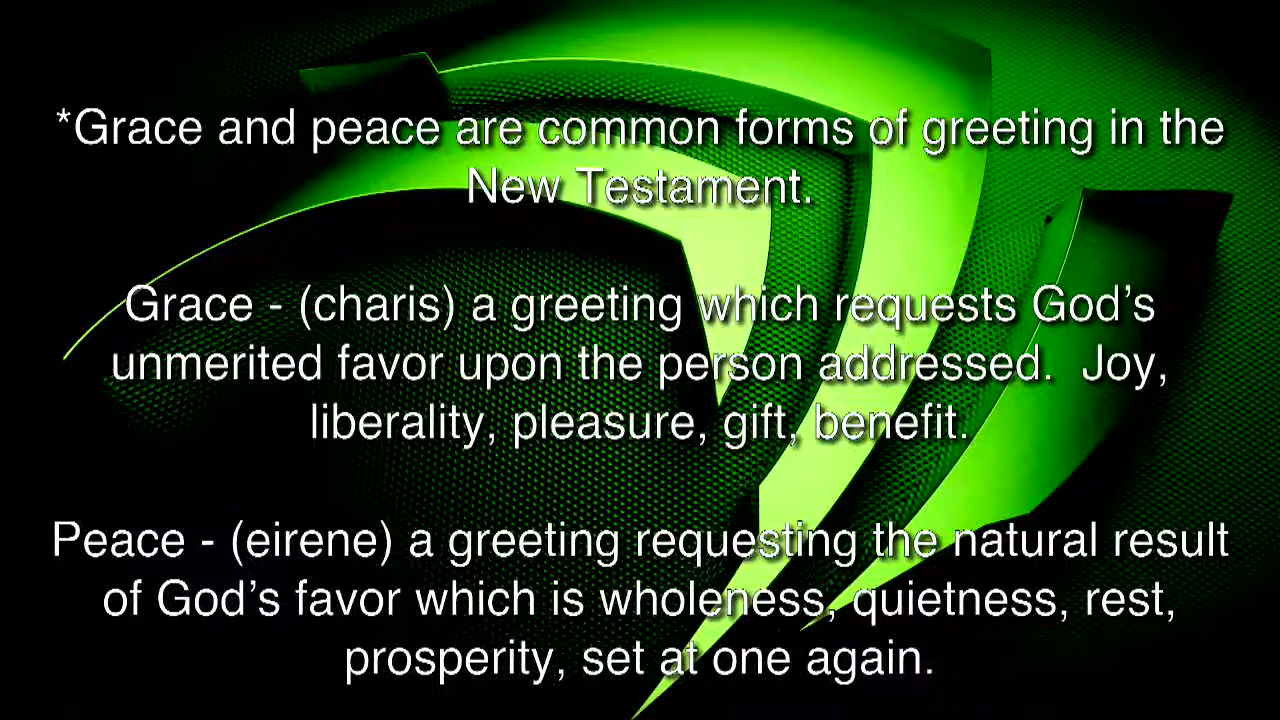 *Grace and peace are common forms of greeting in the
New Testament.
Grace - (charis) a greeting which requests God’s
unmerited favor upon the person addressed.  Joy,
liberality, pleasure, gift, benefit.
Peace - (eirene) a greeting requesting the natural result
of God’s favor which is wholeness, quietness, rest,
prosperity, set at one again.